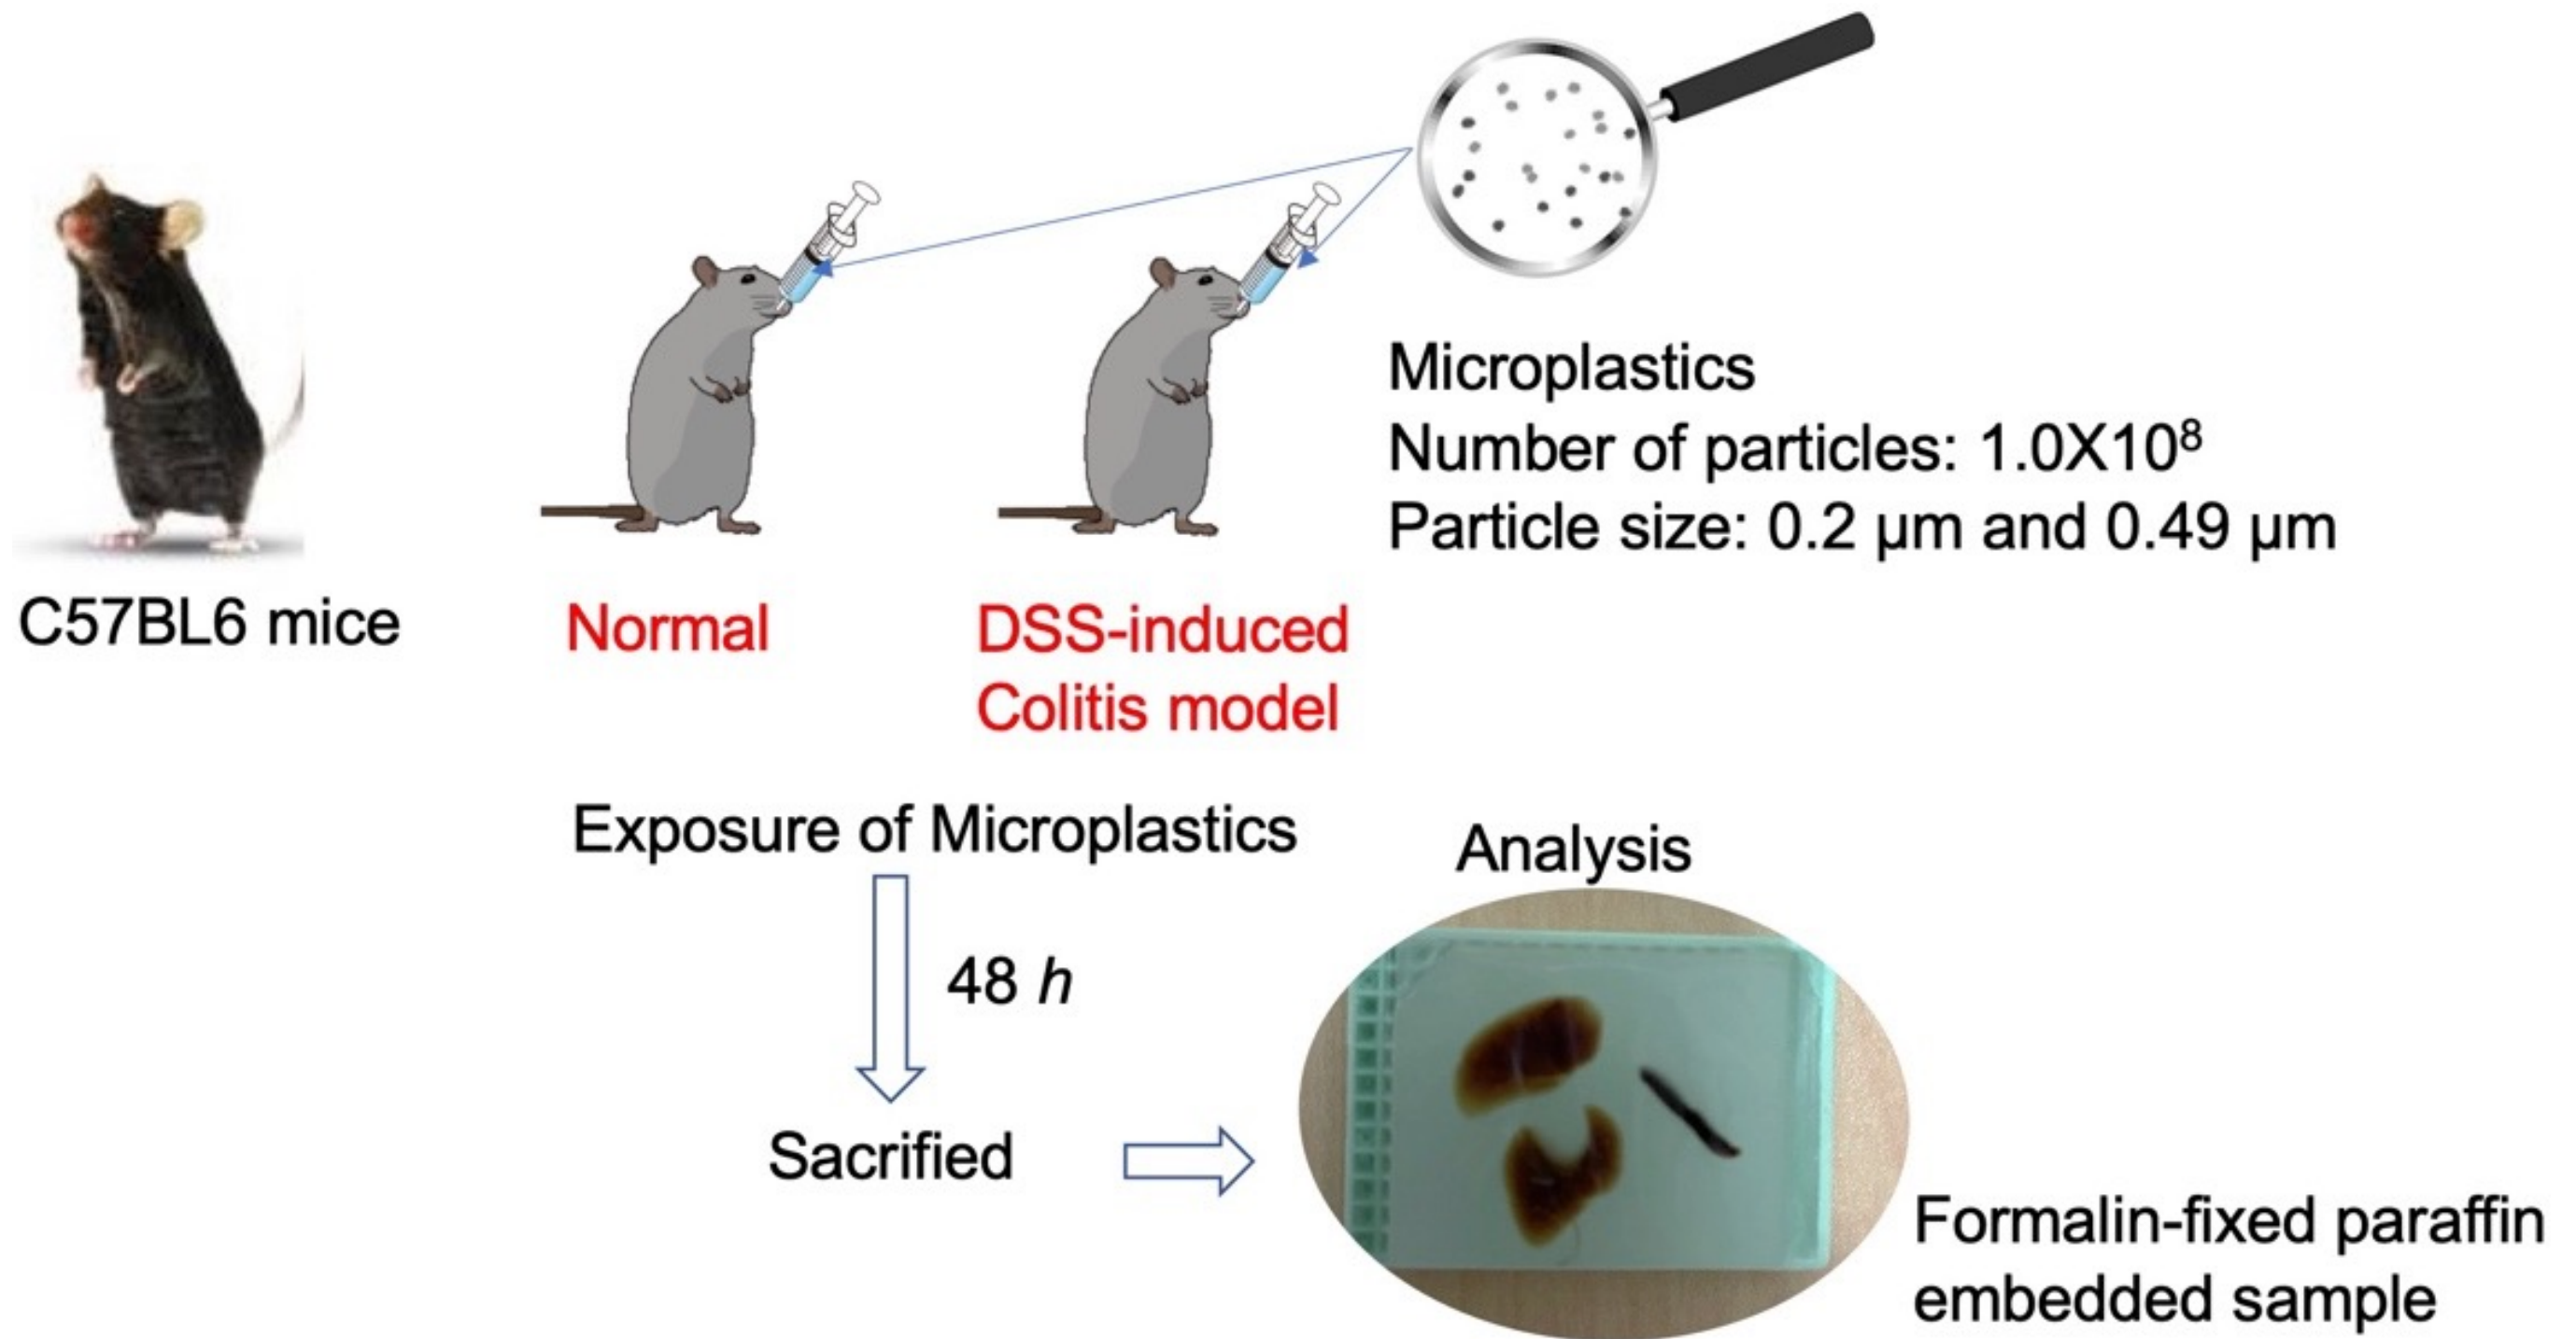 Microplastics
Number of particles: 1.0X10⁸
Particle size: 0.2 µm and 0.49 µm
C57BL6 mice
Normal
DSS-induced
Colitis model
Exposure of Microplastics
48 h
Sacrified
Analysis
Formalin-fixed paraffin
embedded sample